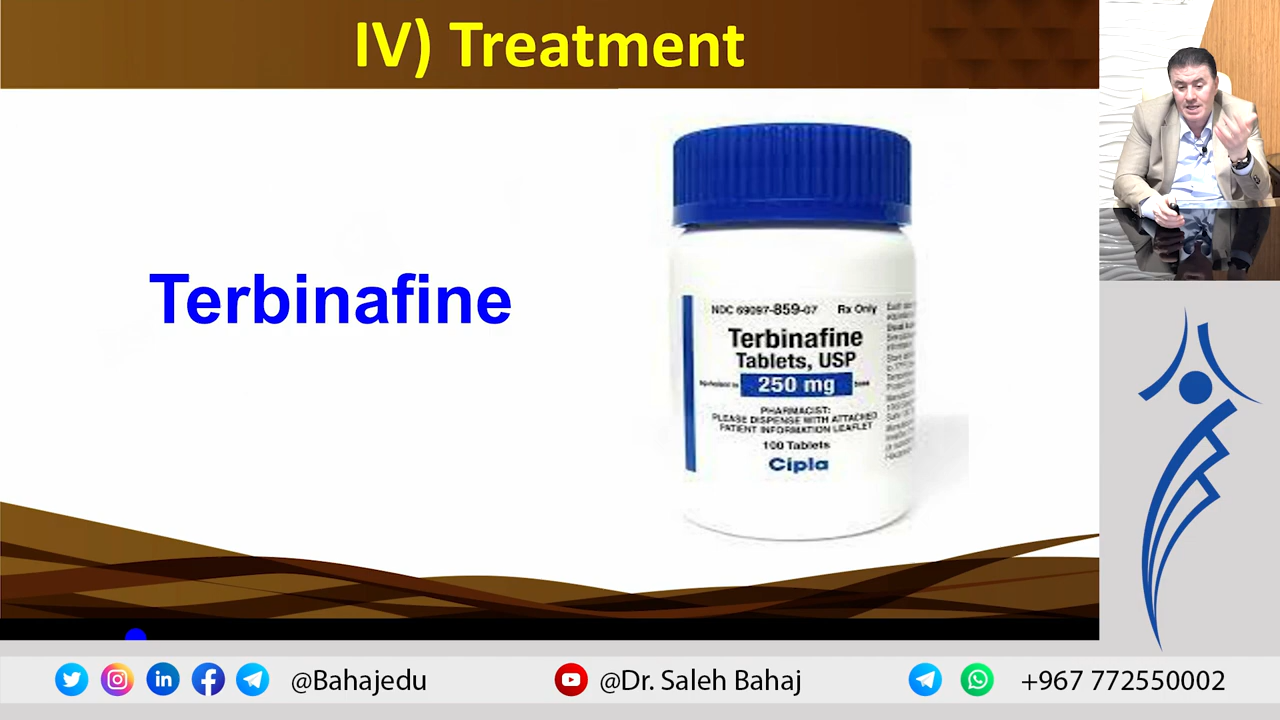 IV) Treatment
Terbinafine
NDC 69097-859-07 Rx Only
Terbinafine
Tablets, USP
250 mg
PHARMACIST:
PLEASE DISPENSE WITH ATTACHED
PATIENT INFORMATION LEAFLET
100 Tablets
Cipla
@Bahajedu
@Dr. Saleh Bahaj
+967 772550002